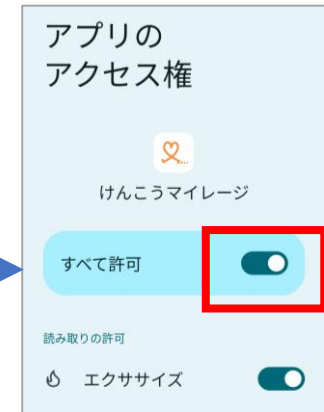 アプリの
アクセス権
けんこうマイレージ
すべて許可
読み取りの許可
エクササイズ